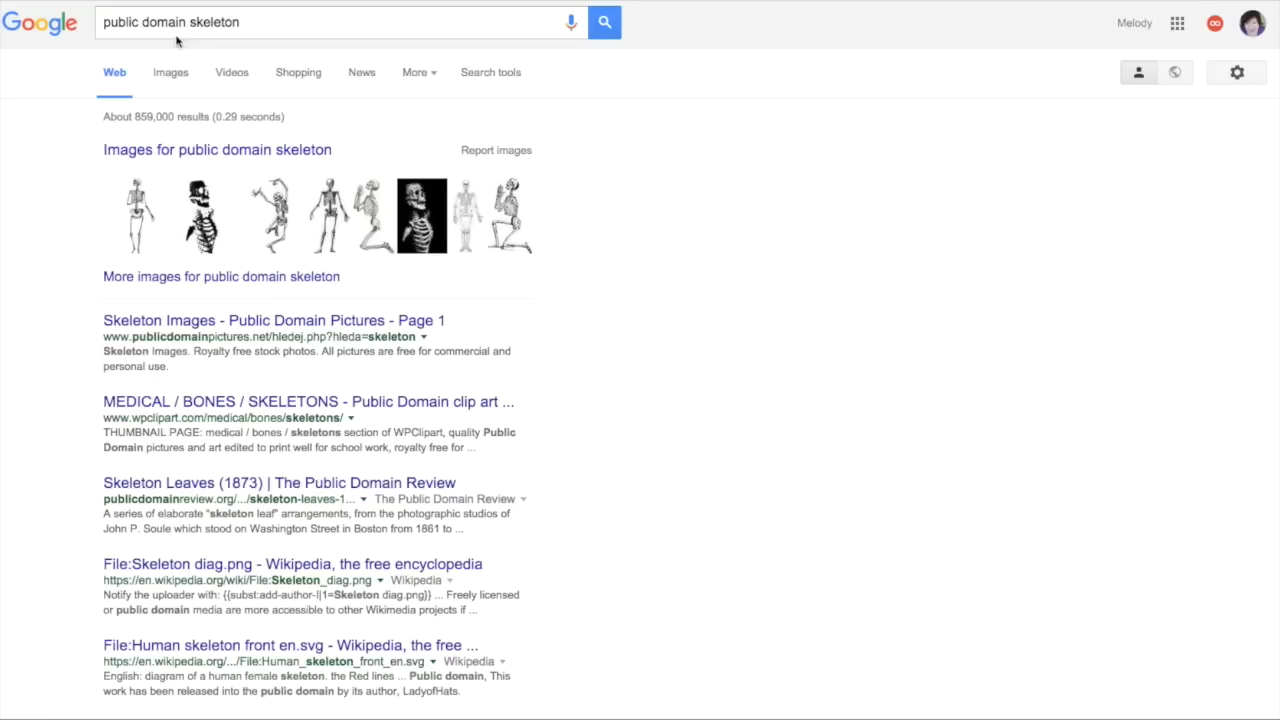 Google
public domain skeleton
Melody
Web Images Videos Shopping News More Search tools
About 859,000 results (0.29 seconds)
Images for public domain skeleton
Report images
More images for public domain skeleton
Skeleton Images - Public Domain Pictures - Page 1
www.publicdomainpictures.net/hledej.php?hleda=skeleton
Skeleton Images. Royalty free stock photos. All pictures are free for commercial and
personal use.
MEDICAL / BONES / SKELETONS - Public Domain clip art ...
www.wpclipart.com/medical/bones/skeletons/
THUMBNAIL PAGE: medical / bones / skeletons section of WPClipart, quality Public
Domain pictures and art edited to print well for school work, royalty free for ...
Skeleton Leaves (1873) | The Public Domain Review
publicdomainreview.org/.../skeleton-leaves-1... The Public Domain Review
A series of elaborate "skeleton leaf" arrangements, from the photographic studios of
John P. Soule which stood on Washington Street in Boston from 1861 to ...
File:Skeleton diag.png - Wikipedia, the free encyclopedia
https://en.wikipedia.org/wiki/File:Skeleton_diag.png Wikipedia
Notify the uploader with: {{subst:add-author-I|1=Skeleton diag.png}} ... Freely licensed
or public domain media are more accessible to other Wikimedia projects if ...
File:Human skeleton front en.svg - Wikipedia, the free ...
https://en.wikipedia.org/.../File:Human_skeleton_front_en.svg Wikipedia
English: diagram of a human female skeleton. the Red lines ... Public domain, This
work has been released into the public domain by its author, LadyofHats.